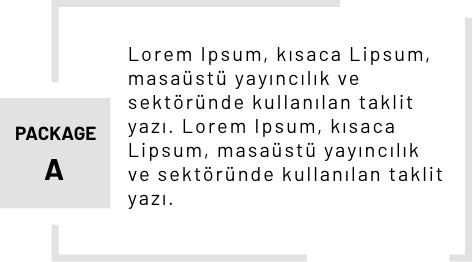 PACKAGE
A
Lorem Ipsum, kısaca Lipsum,
masaüstü yayıncılık ve
sektöründe kullanılan taklit
yazı. Lorem Ipsum, kısaca
Lipsum, masaüstü yayıncılık
ve sektöründe kullanılan taklit
yazı.